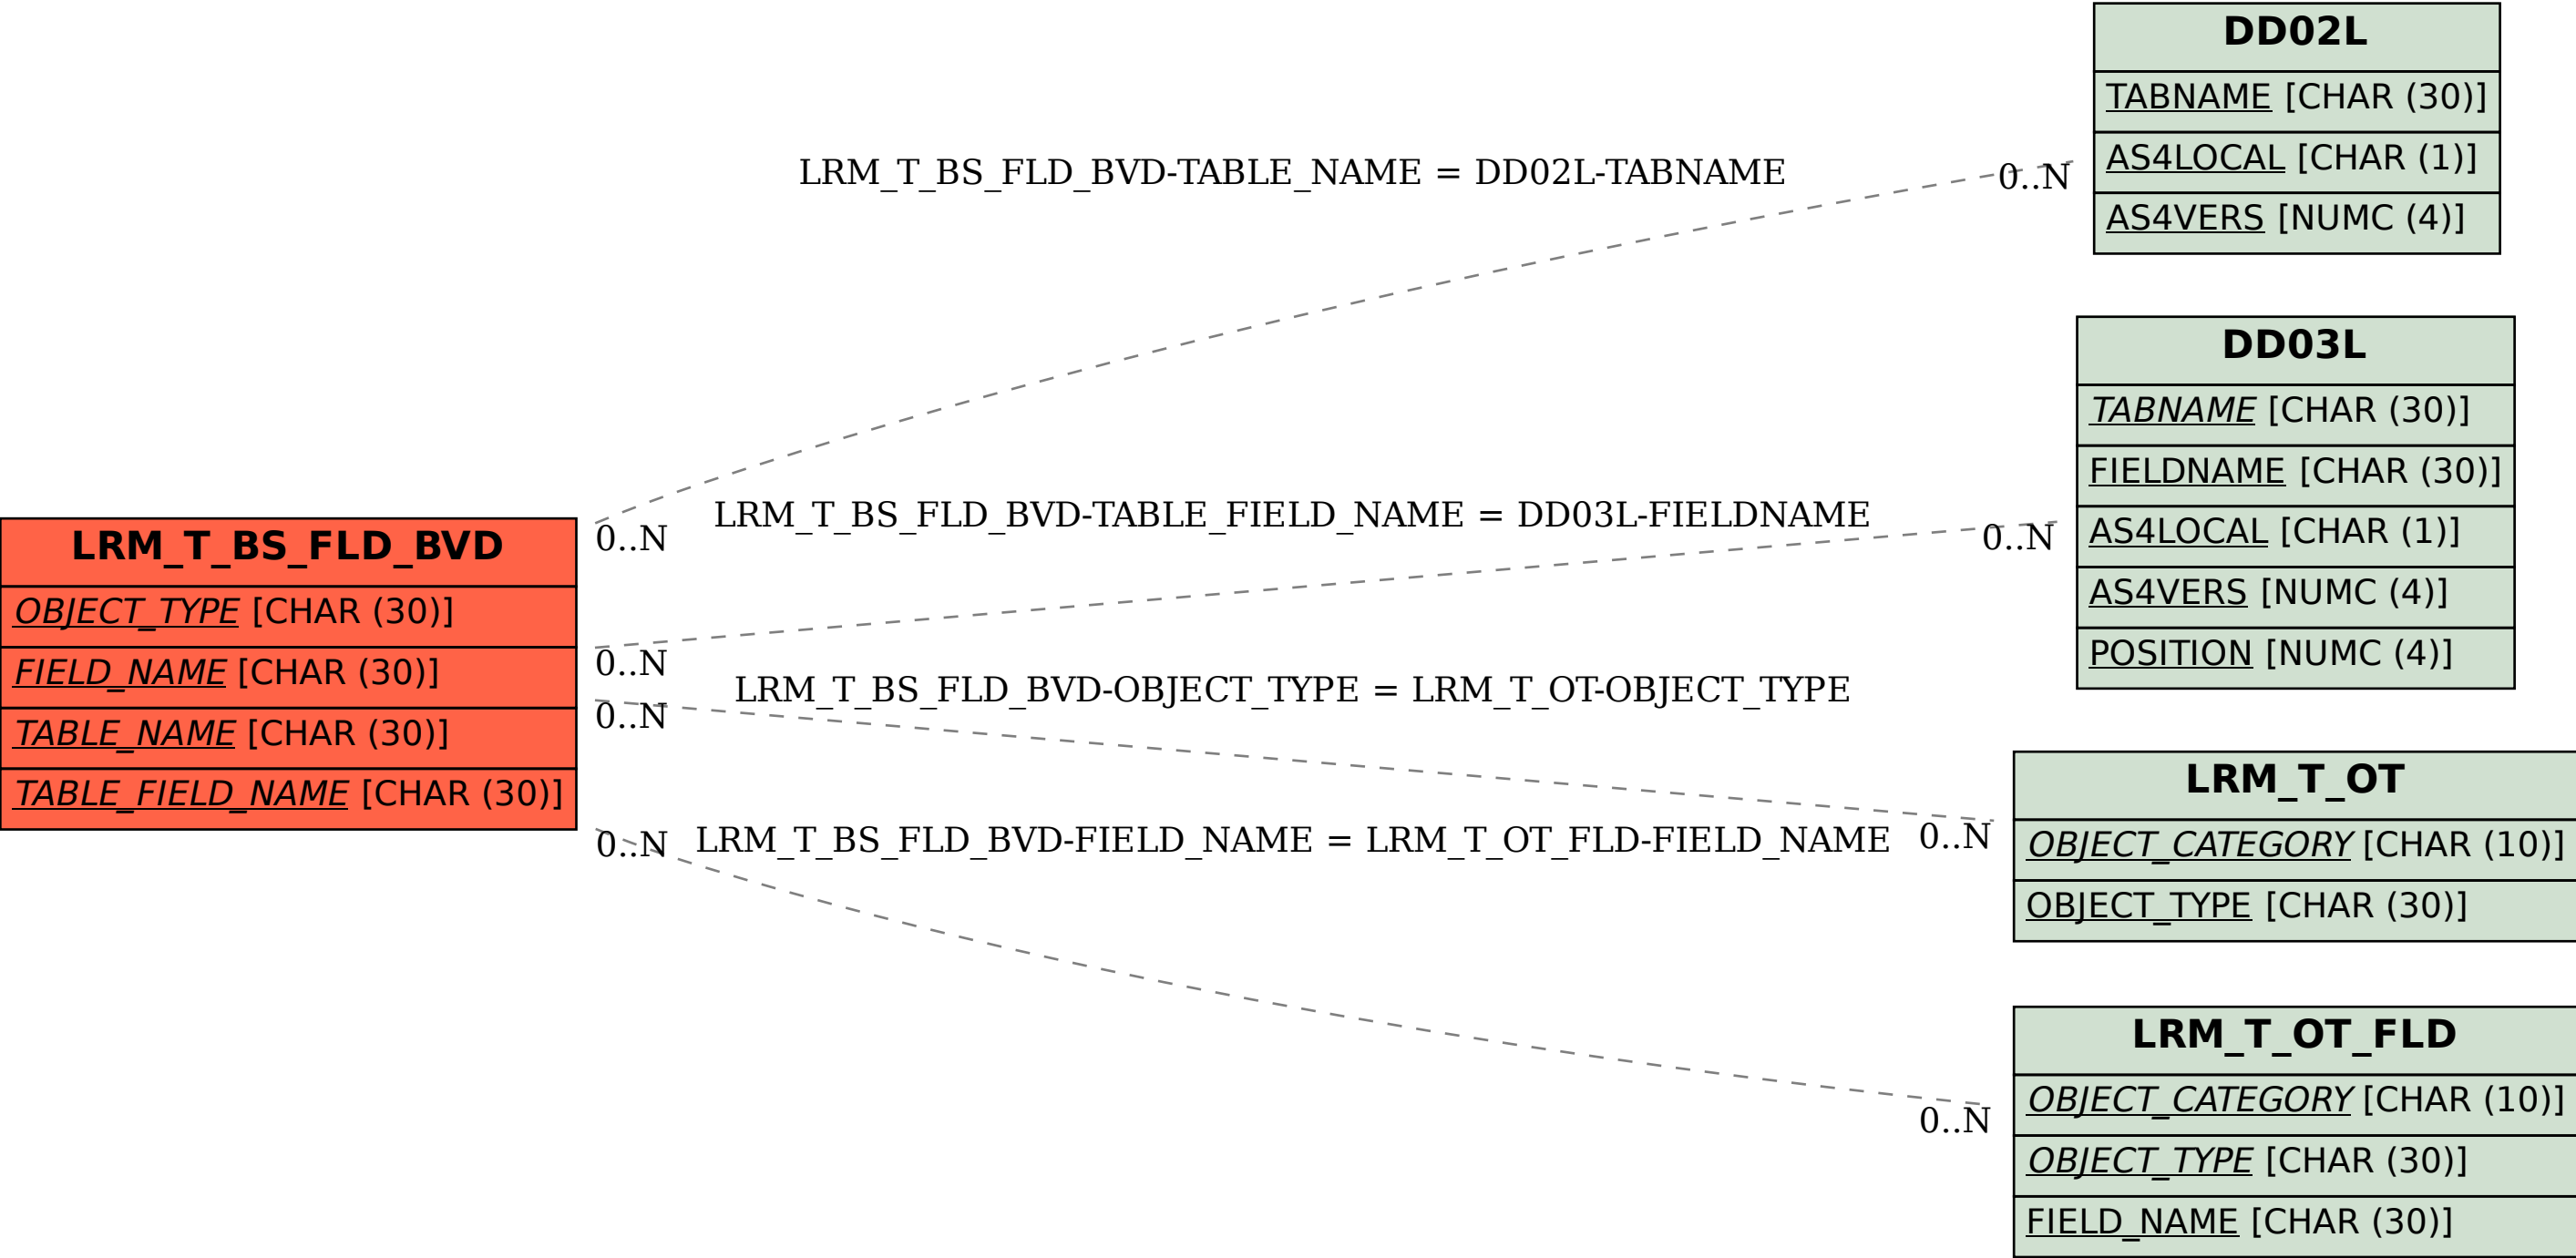 DD02L
TABNAME [CHAR (30)]
AS4LOCAL [CHAR (1)]
AS4VERS [NUMC (4)]
LRM_T_BS_FLD_BVD-TABLE_NAME = DD02L-TABNAME
0..N
0..N
DD03L
TABNAME [CHAR (30)]
FIELDNAME [CHAR (30)]
AS4LOCAL [CHAR (1)]
AS4VERS [NUMC (4)]
POSITION [NUMC (4)]
LRM_T_BS_FLD_BVD-TABLE_FIELD_NAME = DD03L-FIELDNAME
0..N
0..N
LRM_T_BS_FLD_BVD
OBJECT_TYPE [CHAR (30)]
FIELD_NAME [CHAR (30)]
TABLE_NAME [CHAR (30)]
TABLE_FIELD_NAME [CHAR (30)]
LRM_T_BS_FLD_BVD-OBJECT_TYPE = LRM_T_OT-OBJECT_TYPE
0..N
0..N
LRM_T_OT
OBJECT_CATEGORY [CHAR (10)]
OBJECT_TYPE [CHAR (30)]
LRM_T_BS_FLD_BVD-FIELD_NAME = LRM_T_OT_FLD-FIELD_NAME
0..N
0..N
LRM_T_OT_FLD
OBJECT_CATEGORY [CHAR (10)]
OBJECT_TYPE [CHAR (30)]
FIELD_NAME [CHAR (30)]